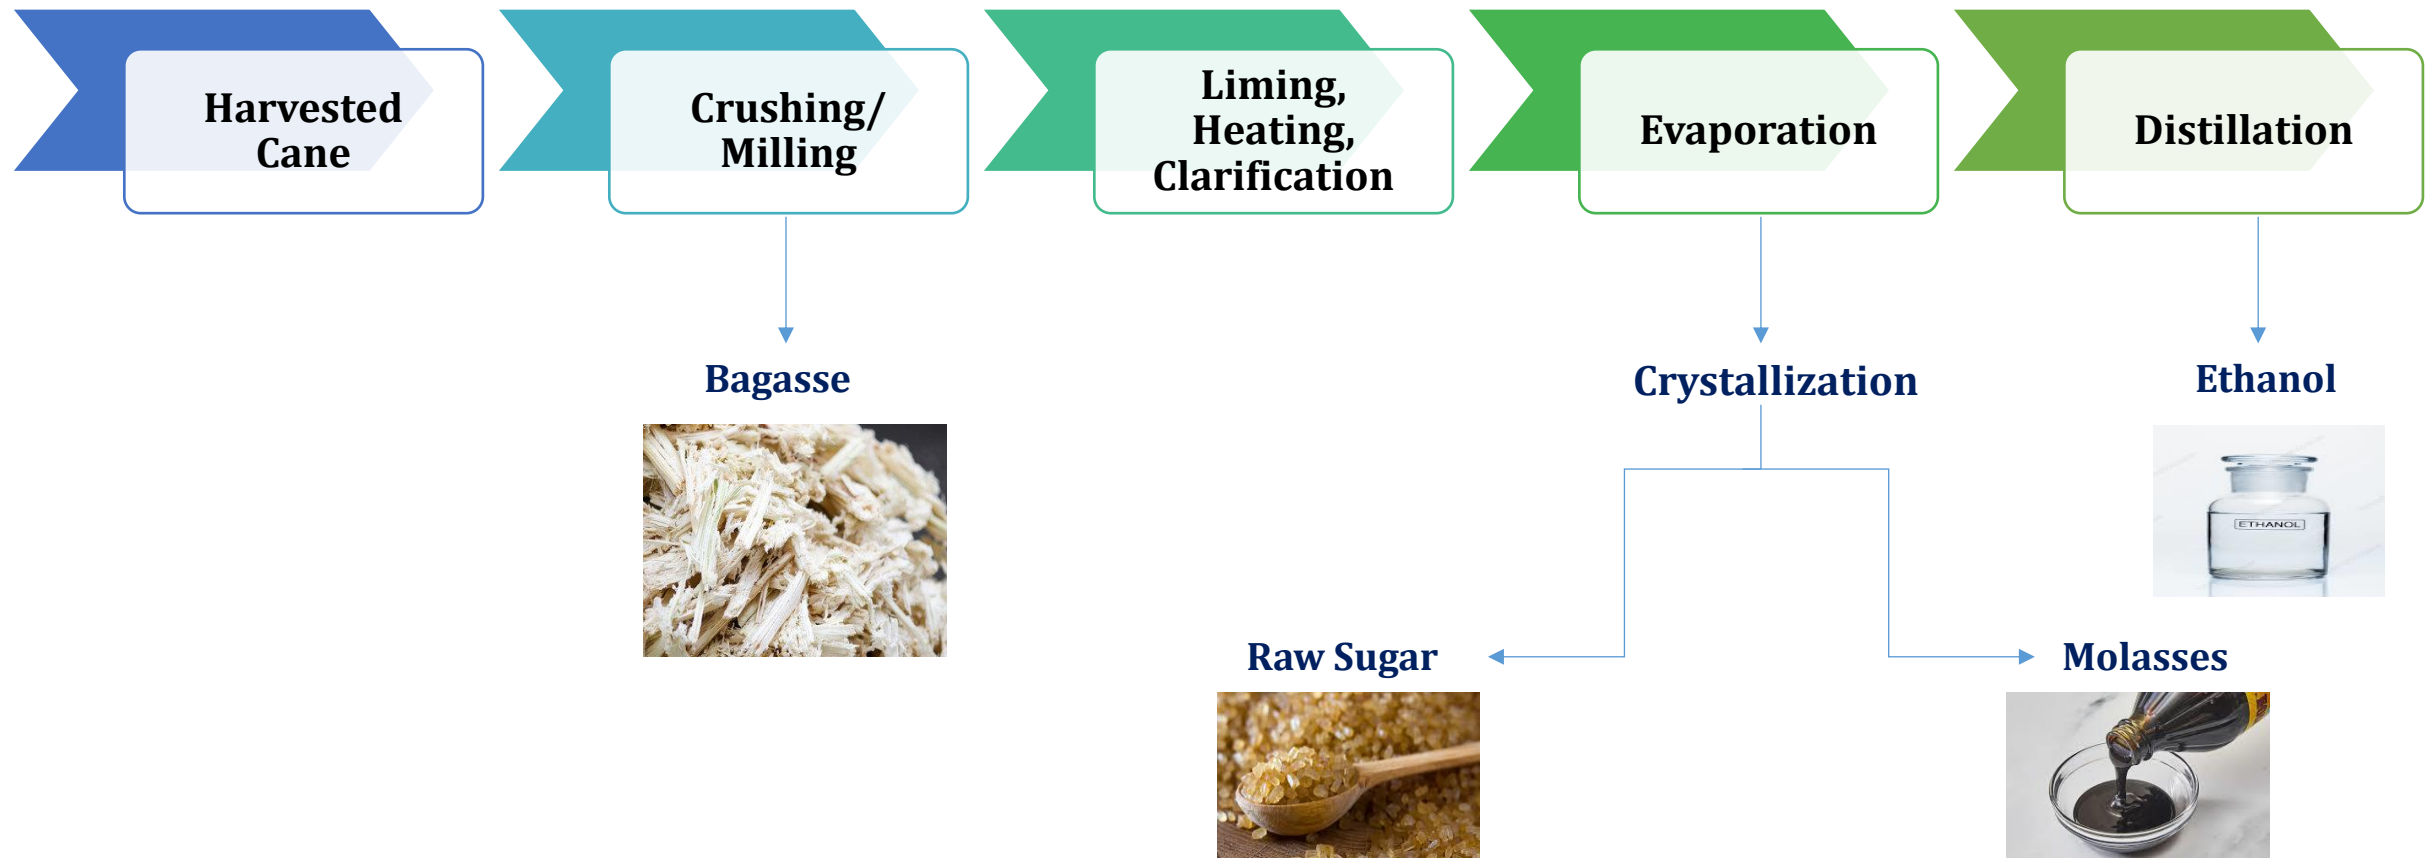 Harvested
Cane
Crushing/
Milling
Liming,
Heating,
Clarification
Evaporation
Distillation
Bagasse
Crystallization
Ethanol
ETHANOL
Raw Sugar
Molasses